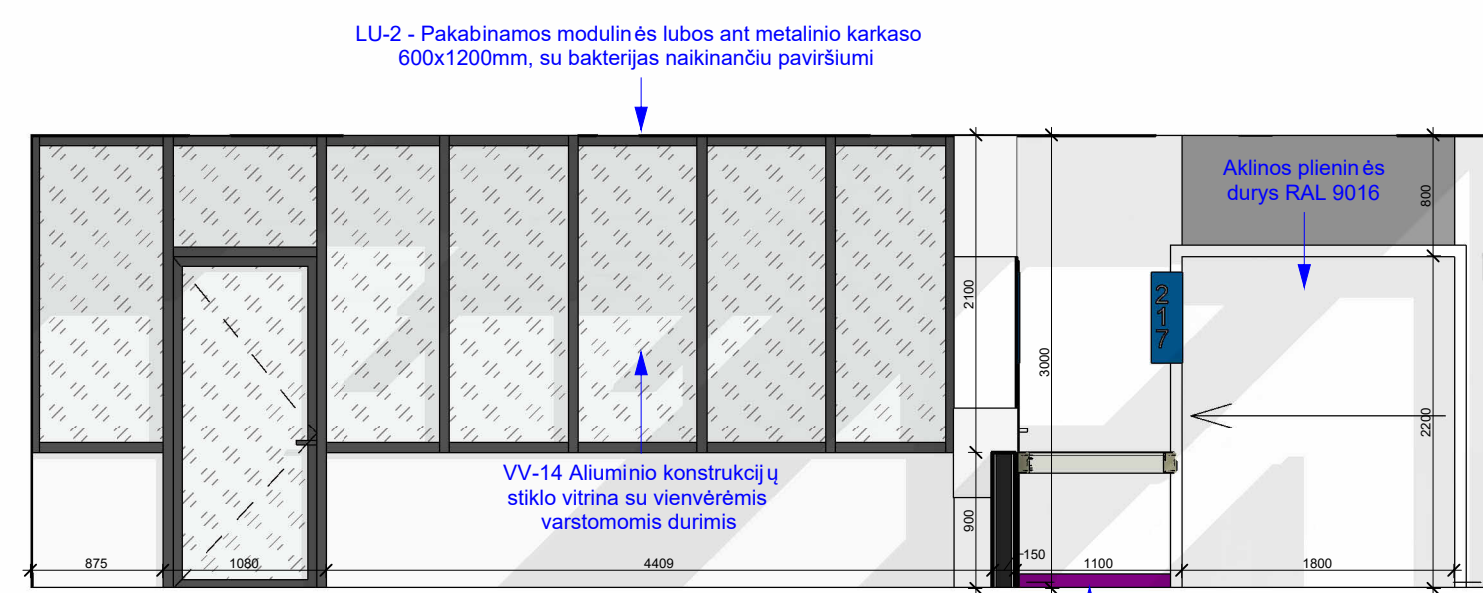 LU-2 - Pakabinamos modulinės lubos ant metalinio karkaso
600x1200mm, su bakterijas naikinančiu paviršiumi
Aklinos plieninės
durys RAL 9016
800
217
2100
3000
2200
VV-14 Aliuminio konstrukcijų
stiklo vitrina su vienvėrėmis
varstomomis durimis
900
875
1080
4409
150
1100
1800